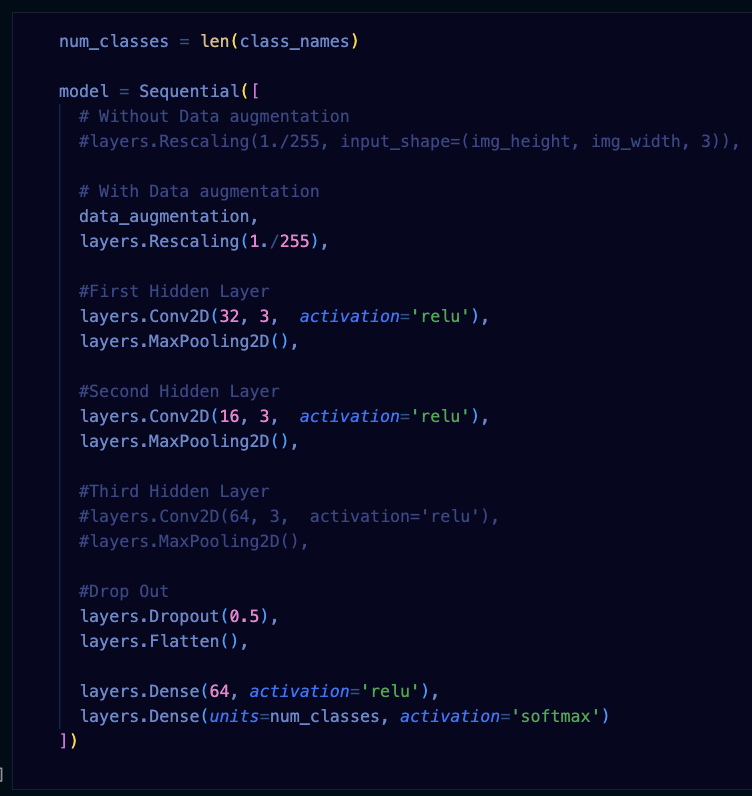 num_classes = len(class_names)
model = Sequential([
# Without Data augmentation
#layers.Rescaling(1./255, input_shape=(img_height, img_width, 3)),
# With Data augmentation
data_augmentation,
layers.Rescaling(1./255),
#First Hidden Layer
layers.Conv2D(32, 3,  activation='relu'),
layers.MaxPooling2D(),
#Second Hidden Layer
layers.Conv2D(16, 3,  activation='relu'),
layers.MaxPooling2D(),
#Third Hidden Layer
#layers.Conv2D(64, 3,  activation='relu'),
#layers.MaxPooling2D(),
#Drop Out
layers.Dropout(0.5),
layers.Flatten(),
layers.Dense(64, activation='relu'),
layers.Dense(units=num_classes, activation='softmax')
])
]